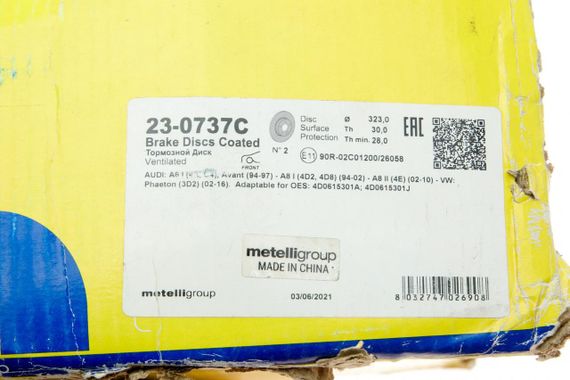 23-0737C
Brake Discs Coated
Тормозной Диск
Ventilated
FRONT
N° 2
Disc Ø 323,0
Surface Th 30,0
Protection Th min. 28,0
E11 90R-02C01200/26058
EAC
AUDI: A6 I C4), Avant (94-97) - A8 I (4D2, 4D8) (94-02) - A8 II (4E) (02-10) - VW:
Phaeton (3D2) (02-16). Adaptable for OES: 4D0615301A; 4D0615301J
metelligroup
MADE IN CHINA
metelligroup
03/06/2021
8 032747 026908